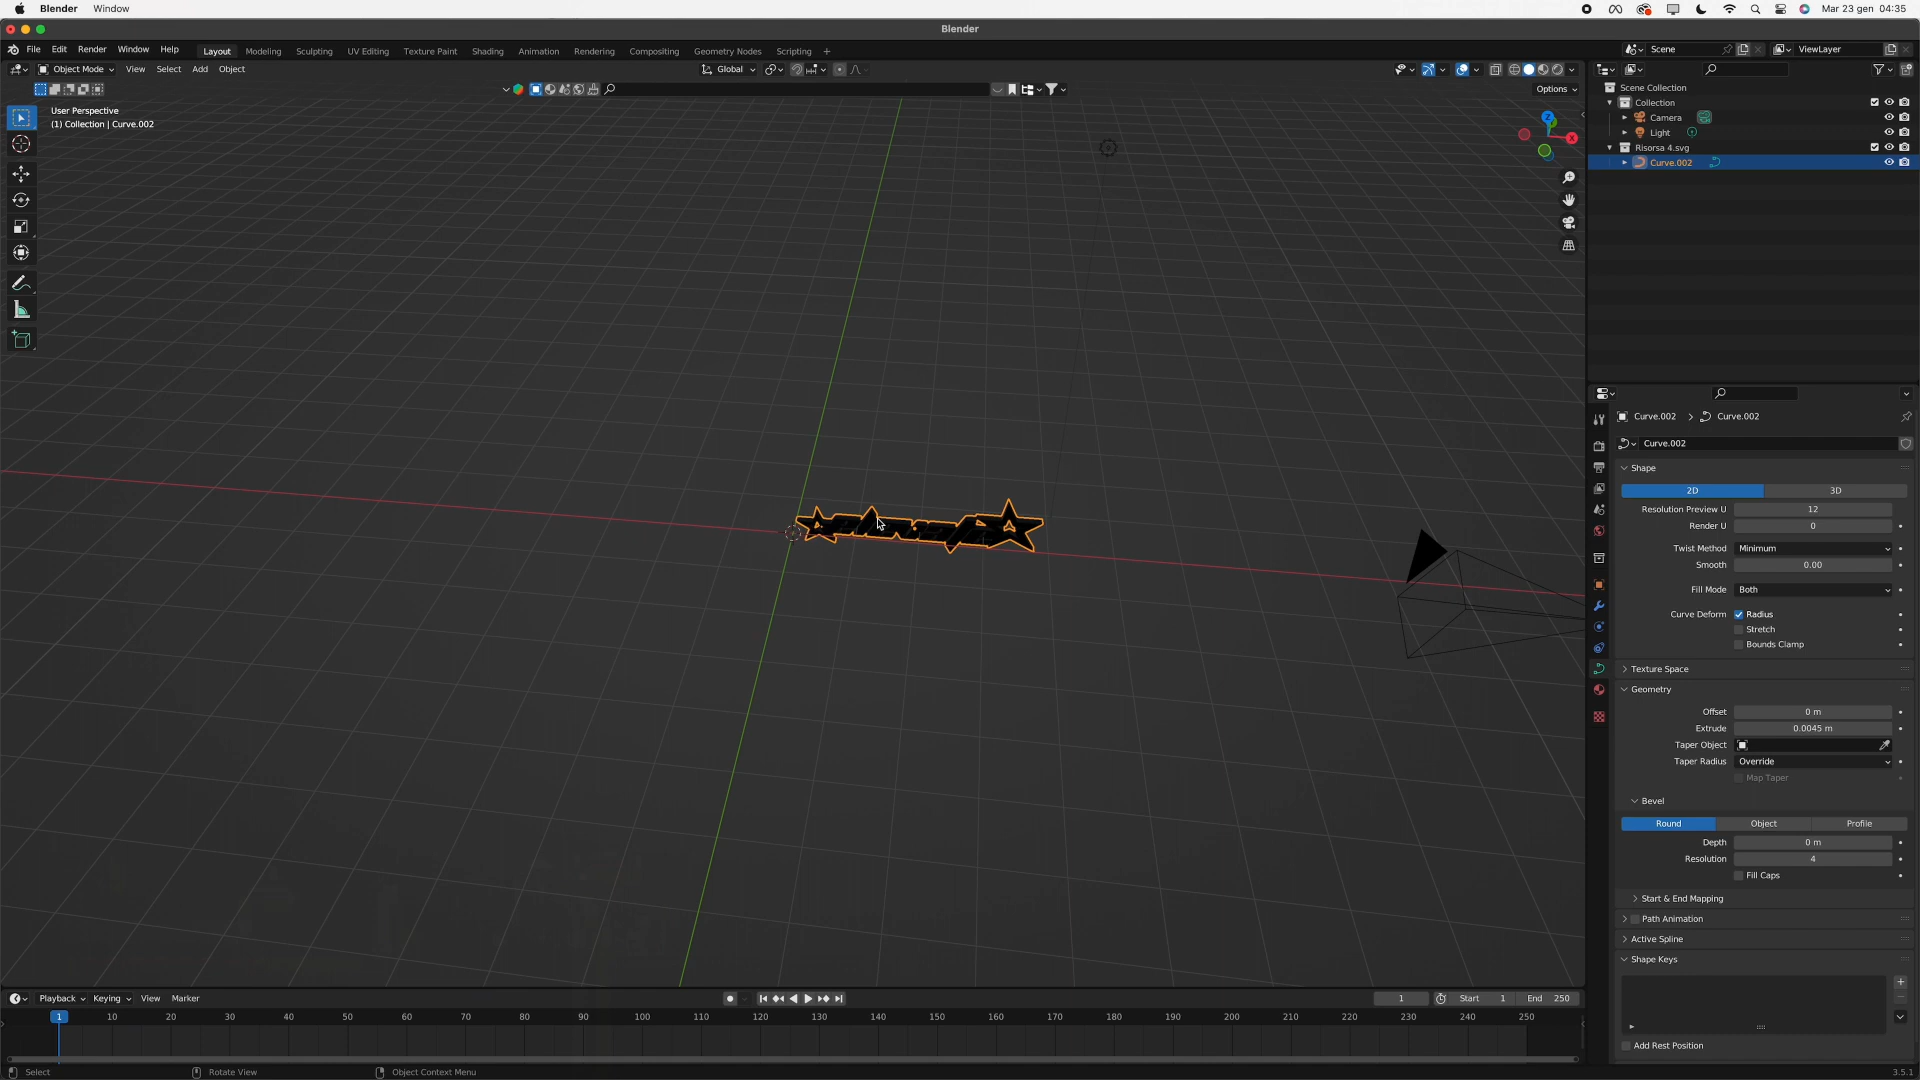 Blender Window Mar 23 gen 04:35
Blender
File Edit Render Window Help Layout Modeling Sculpting UV Editing Texture Paint Shading Animation Rendering Compositing Geometry Nodes Scripting + Scene ViewLayer
Object Mode View Select Add Object Global
Options
User Perspective
(1) Collection | Curve.002
Z
X
Scene Collection
Collection
Camera
Light
Risorsa 4.svg
Curve.002
Curve.002 > Curve.002
Curve.002
Shape
2D 3D
Resolution Preview U 12
Render U 0
Twist Method Minimum
Smooth 0.00
Fill Mode Both
Curve Deform Radius
Stretch
Bounds Clamp
Texture Space
Geometry
Offset 0 m
Extrude 0.0045 m
Taper Object
Taper Radius Override
Map Taper
Bevel
Round Object Profile
Depth 0 m
Resolution 4
Fill Caps
Start & End Mapping
Path Animation
Active Spline
Shape Keys
Add Rest Position
Playback Keying View Marker 1 Start 1 End 250
1 10 20 30 40 50 60 70 80 90 100 110 120 130 140 150 160 170 180 190 200 210 220 230 240 250
Select Rotate View Object Context Menu 3.5.1